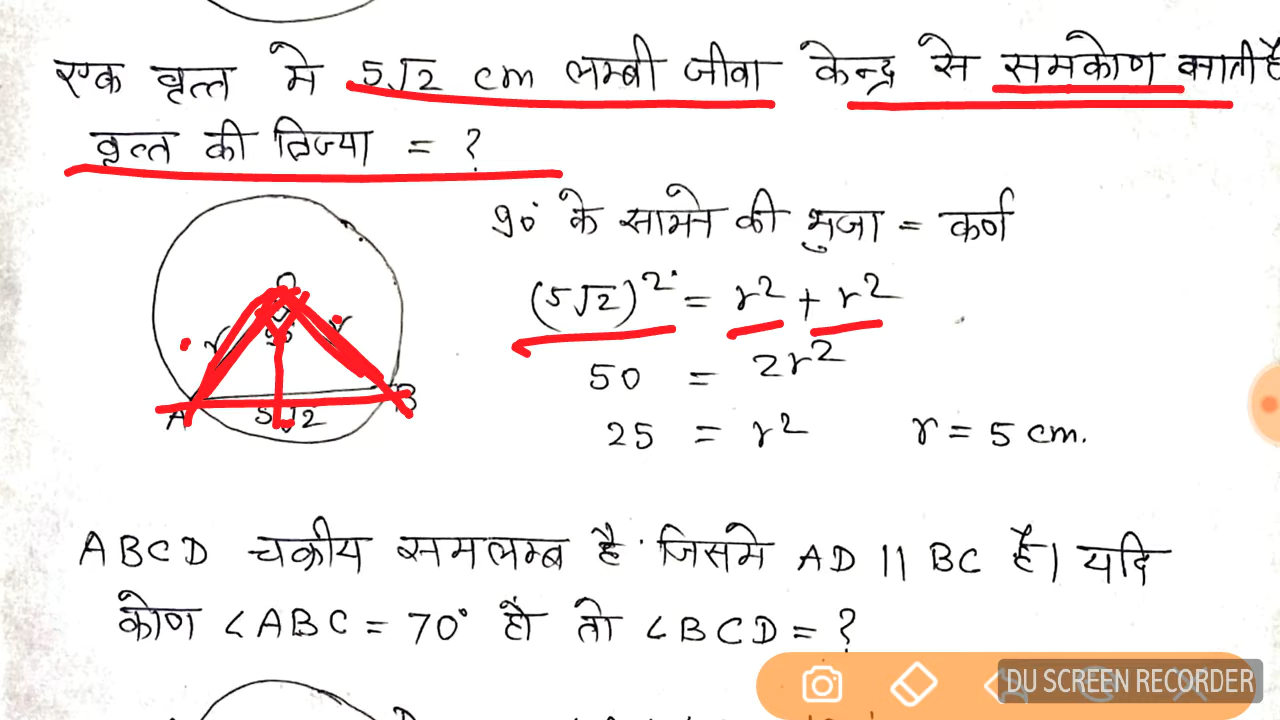 एक वृत्त मे 5√2 cm लम्बी जीवा केन्द्र से समकोण बनाती है
वृत्त की त्रिज्या = ?
90° के सामने की भुजा = कर्ण
(5√2)² = r² + r²
50 = 2r²
25 = r² r = 5 cm.
O
90
r r
A B
5√2
ABCD चक्रीय समलम्ब है जिसमे AD || BC है। यदि
कोण <ABC = 70° हो तो <BCD = ?
DU SCREEN RECORDER